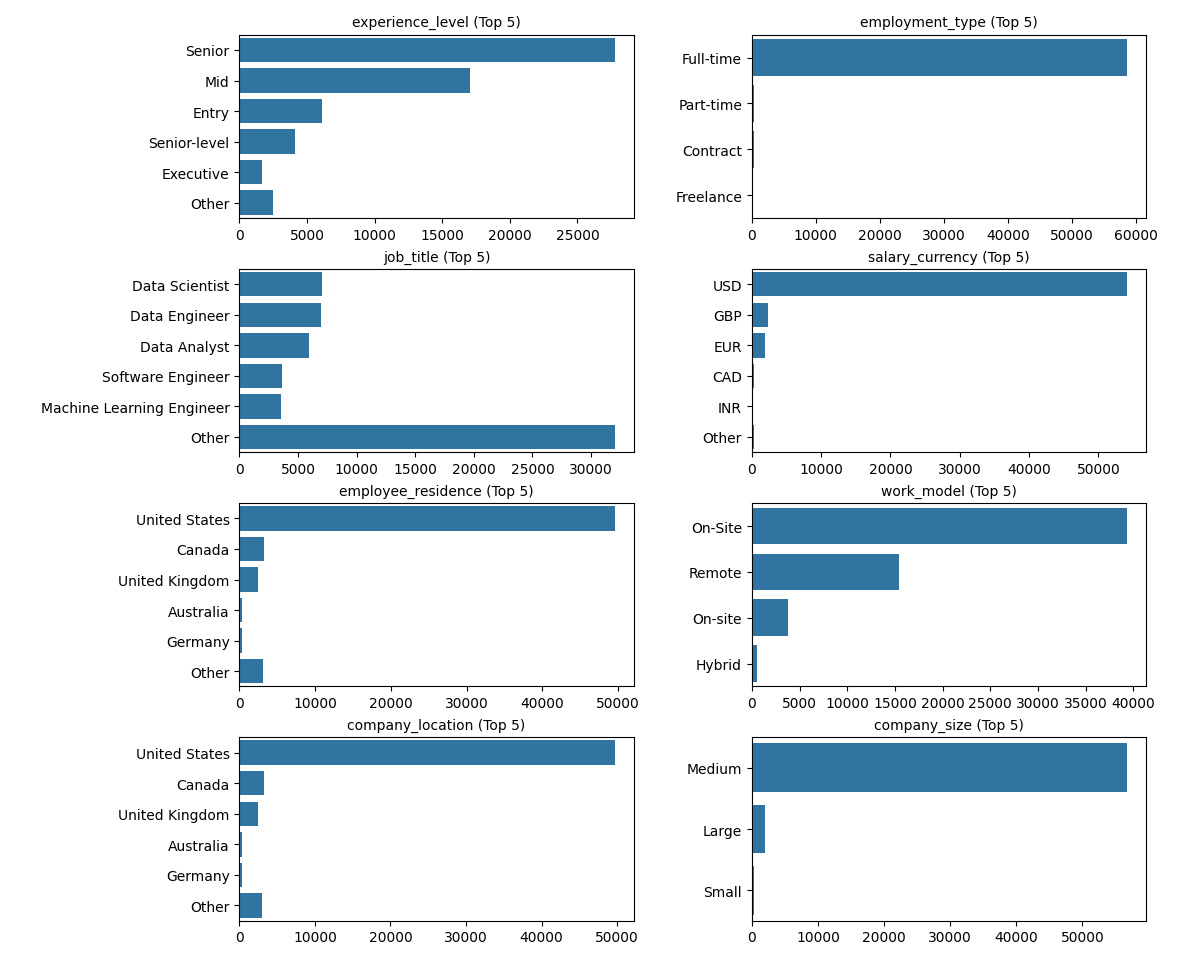 experience_level (Top 5)
Senior
Mid
Entry
Senior-level
Executive
Other
0 5000 10000 15000 20000 25000
employment_type (Top 5)
Full-time
Part-time
Contract
Freelance
0 10000 20000 30000 40000 50000 60000
job_title (Top 5)
Data Scientist
Data Engineer
Data Analyst
Software Engineer
Machine Learning Engineer
Other
0 5000 10000 15000 20000 25000 30000
salary_currency (Top 5)
USD
GBP
EUR
CAD
INR
Other
0 10000 20000 30000 40000 50000
employee_residence (Top 5)
United States
Canada
United Kingdom
Australia
Germany
Other
0 10000 20000 30000 40000 50000
work_model (Top 5)
On-Site
Remote
On-site
Hybrid
0 5000 10000 15000 20000 25000 30000 35000 40000
company_location (Top 5)
United States
Canada
United Kingdom
Australia
Germany
Other
0 10000 20000 30000 40000 50000
company_size (Top 5)
Medium
Large
Small
0 10000 20000 30000 40000 50000